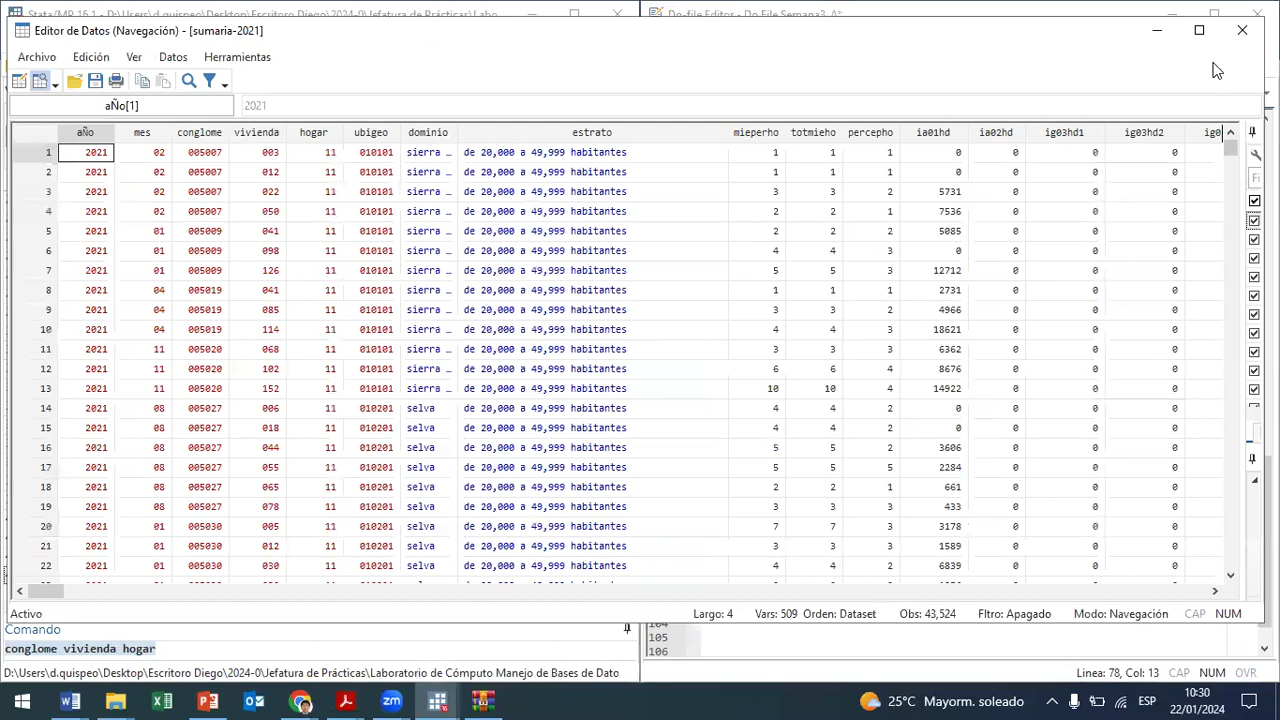 Stata/MP 16.1 - D:\Users\d.quispeo\Desktop\Escritoro Diego\2024-0\Jefatura de Prácticas\Labo...
Do-file Editor - Do File Semana3_A*
Editor de Datos (Navegación) - [sumaria-2021]
Archivo Edición Ver Datos Herramientas
aÑo[1] 2021
aÑo mes conglome vivienda hogar ubigeo dominio estrato mieperho totmieho percepho ia01hd ia02hd ig03hd1 ig03hd2 ig0
1 2021 02 005007 003 11 010101 sierra … de 20,000 a 49,999 habitantes 1 1 1 0 0 0 0
2 2021 02 005007 012 11 010101 sierra … de 20,000 a 49,999 habitantes 1 1 1 0 0 0 0
3 2021 02 005007 022 11 010101 sierra … de 20,000 a 49,999 habitantes 3 3 2 5731 0 0 0
4 2021 02 005007 050 11 010101 sierra … de 20,000 a 49,999 habitantes 2 2 1 7536 0 0 0
5 2021 01 005009 041 11 010101 sierra … de 20,000 a 49,999 habitantes 2 2 2 5085 0 0 0
6 2021 01 005009 098 11 010101 sierra … de 20,000 a 49,999 habitantes 4 4 3 0 0 0 0
7 2021 01 005009 126 11 010101 sierra … de 20,000 a 49,999 habitantes 5 5 3 12712 0 0 0
8 2021 04 005019 041 11 010101 sierra … de 20,000 a 49,999 habitantes 1 1 1 2731 0 0 0
9 2021 04 005019 085 11 010101 sierra … de 20,000 a 49,999 habitantes 3 3 2 4966 0 0 0
10 2021 04 005019 114 11 010101 sierra … de 20,000 a 49,999 habitantes 4 4 3 18621 0 0 0
11 2021 11 005020 068 11 010101 sierra … de 20,000 a 49,999 habitantes 3 3 3 6362 0 0 0
12 2021 11 005020 102 11 010101 sierra … de 20,000 a 49,999 habitantes 6 6 4 8676 0 0 0
13 2021 11 005020 152 11 010101 sierra … de 20,000 a 49,999 habitantes 10 10 4 14922 0 0 0
14 2021 08 005027 006 11 010201 selva de 20,000 a 49,999 habitantes 4 4 2 0 0 0 0
15 2021 08 005027 018 11 010201 selva de 20,000 a 49,999 habitantes 4 4 2 0 0 0 0
16 2021 08 005027 044 11 010201 selva de 20,000 a 49,999 habitantes 5 5 2 3606 0 0 0
17 2021 08 005027 055 11 010201 selva de 20,000 a 49,999 habitantes 5 5 5 2284 0 0 0
18 2021 08 005027 065 11 010201 selva de 20,000 a 49,999 habitantes 2 2 1 661 0 0 0
19 2021 08 005027 078 11 010201 selva de 20,000 a 49,999 habitantes 3 3 3 433 0 0 0
20 2021 01 005030 005 11 010201 selva de 20,000 a 49,999 habitantes 7 7 3 3178 0 0 0
21 2021 01 005030 012 11 010201 selva de 20,000 a 49,999 habitantes 3 3 3 1589 0 0 0
22 2021 01 005030 030 11 010201 selva de 20,000 a 49,999 habitantes 4 4 2 6839 0 0 0
Fi
Activo Largo: 4 Vars: 509 Orden: Dataset Obs: 43,524 Fltro: Apagado Modo: Navegación CAP NUM
Comando
conglome vivienda hogar
105
106
D:\Users\d.quispeo\Desktop\Escritoro Diego\2024-0\Jefatura de Prácticas\Laboratorio de Cómputo Manejo de Bases de Dato
Linea: 78, Col: 13 CAP NUM OVR
25°C Mayorm. soleado ESP 10:30
22/01/2024